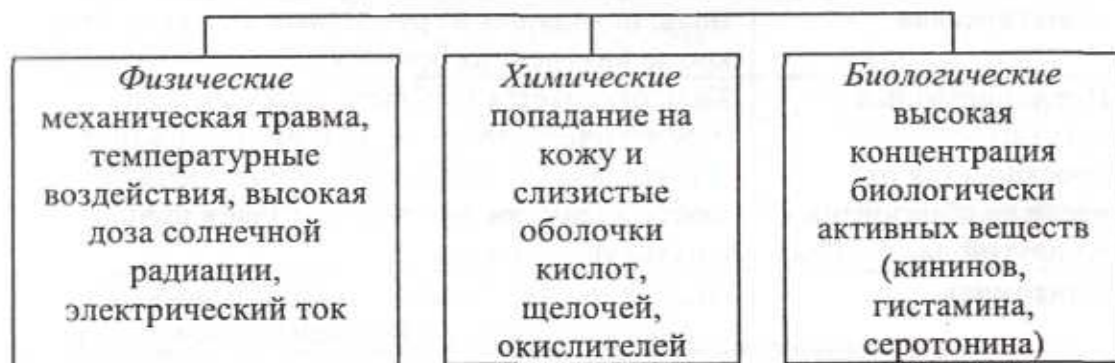 Физические
механическая травма,
температурные
воздействия, высокая
доза солнечной
радиации,
электрический ток
Химические
попадание на
кожу и
слизистые
оболочки
кислот,
щелочей,
окислителей
Биологические
высокая
концентрация
биологически
активных веществ
(кининов,
гистамина,
серотонина)